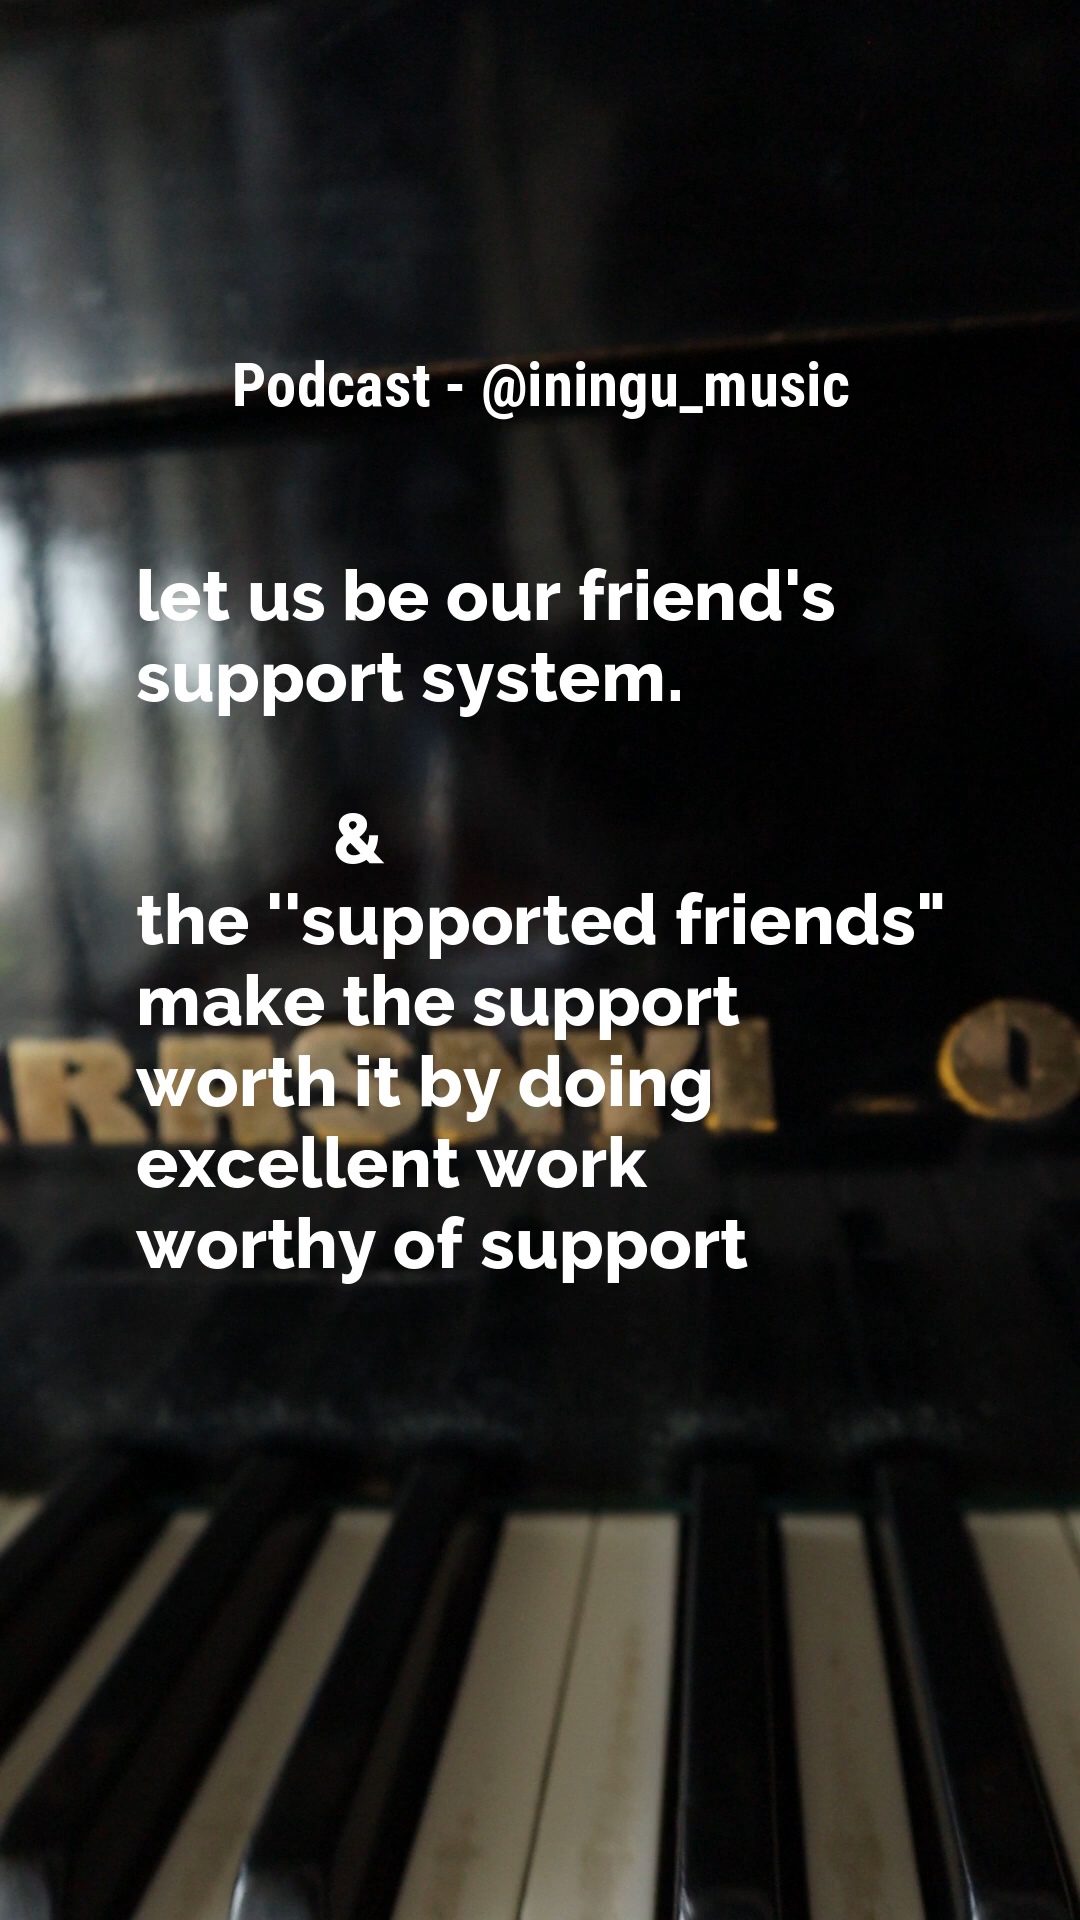 Podcast - @iningu_music
let us be our friend's
support system.
&
the ''supported friends"
make the support
worth it by doing
excellent work
worthy of support
RASNYI - O